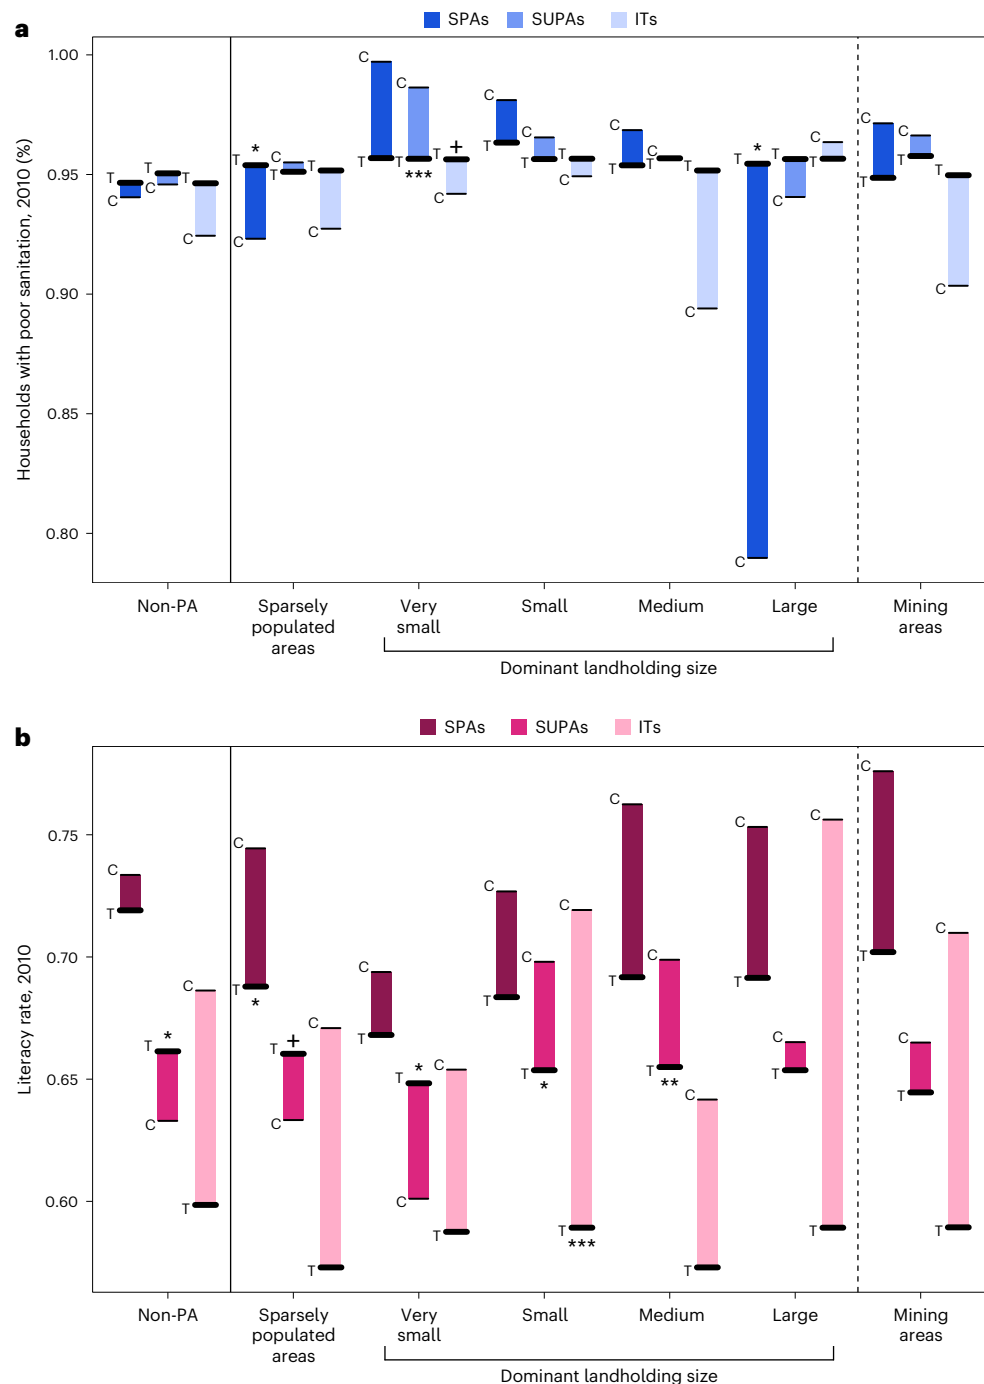 a
SPAs SUPAs ITs
Households with poor sanitation, 2010 (%)
1.00
0.95
0.90
0.85
0.80
T C T C T C
T * C C T T C
C T C T *** + T C
C T C T T C
C T C T T C
T * C T C C T
C T C T T C
Non-PA
Sparsely
populated
areas
Very
small
Small
Medium
Large
Mining
areas
Dominant landholding size
b
SPAs SUPAs ITs
Literacy rate, 2010
0.75
0.70
0.65
0.60
C T * T C C T
C T * + T C C T
C T * T C C T
C T C T * C T ***
C T C T ** C T
C T C T C T
C T C T C T
Non-PA
Sparsely
populated
areas
Very
small
Small
Medium
Large
Mining
areas
Dominant landholding size